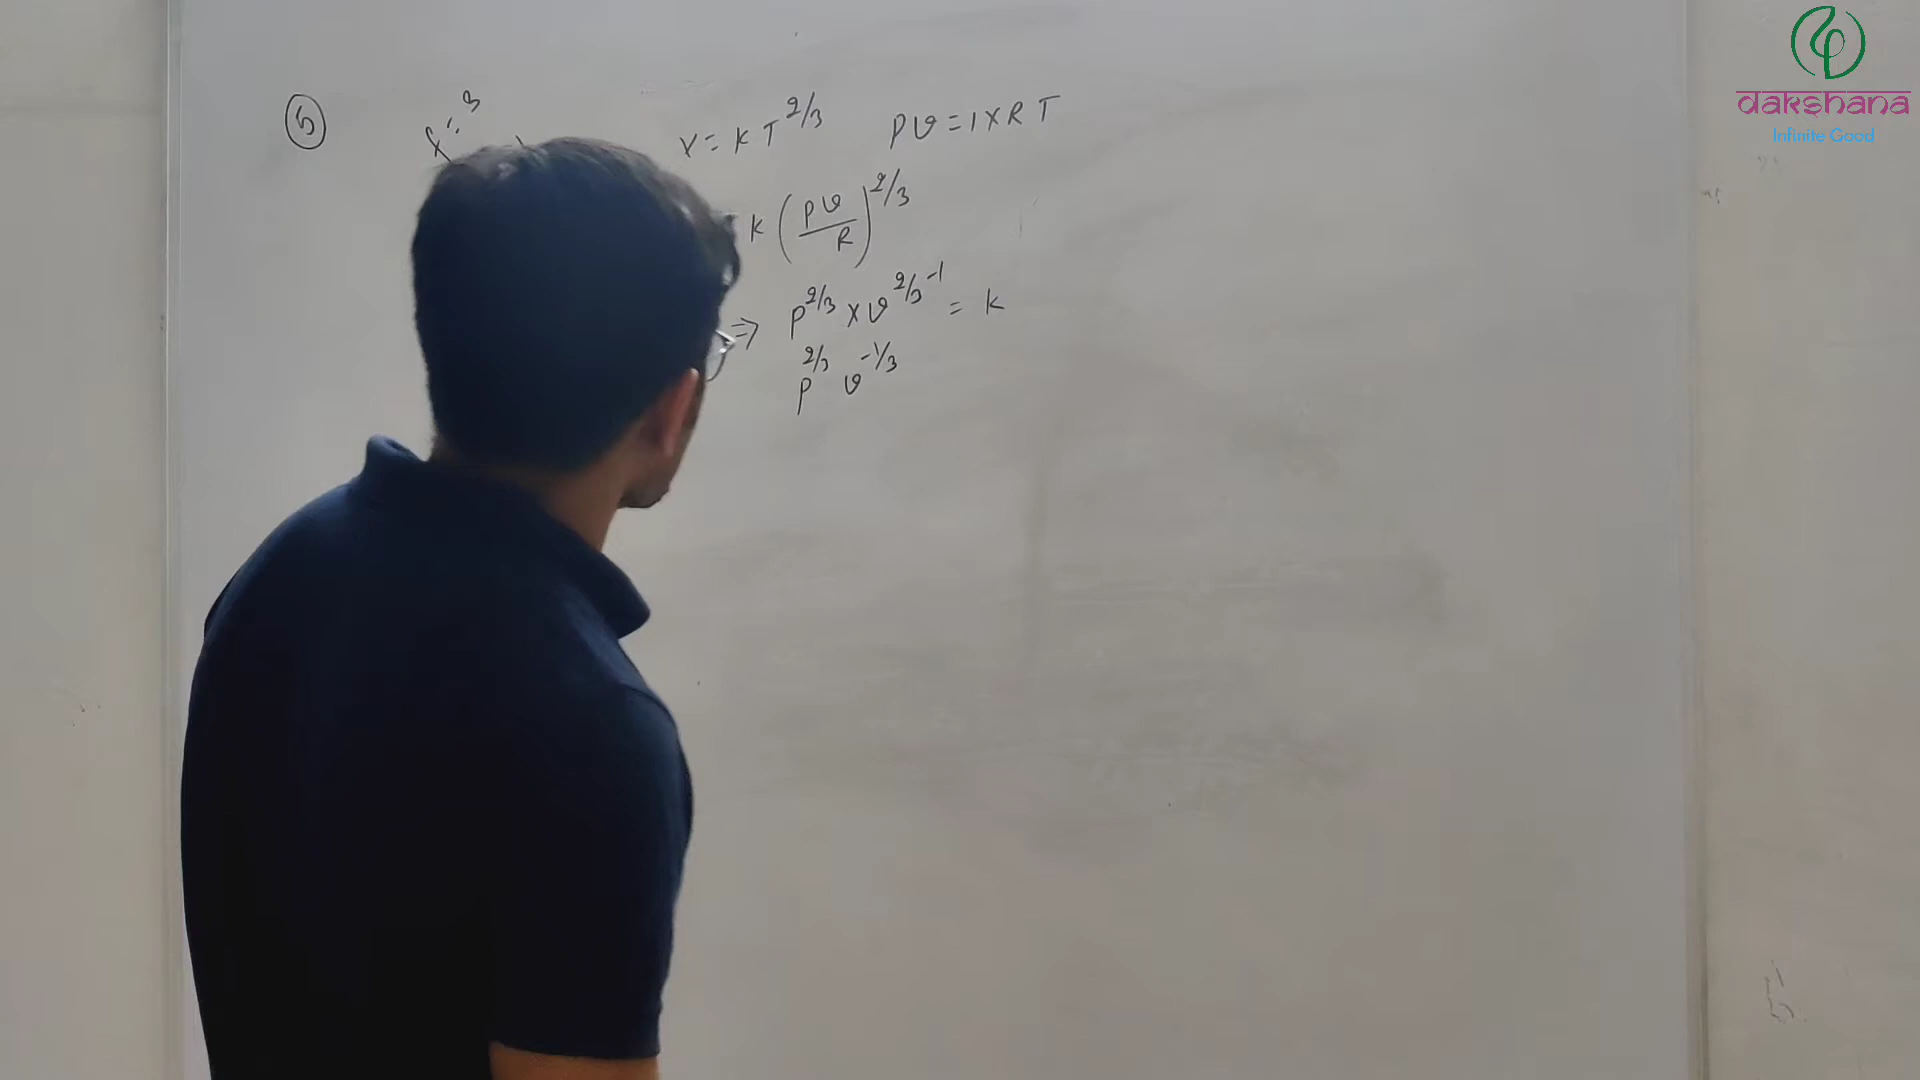 5
f = 3
V = K T^2/3 PV = 1 X R T
K (PV/R)^2/3
⇒ P^2/3 X V^2/3 -1 = K
P^2/3 V^-1/3
dakshana
Infinite Good